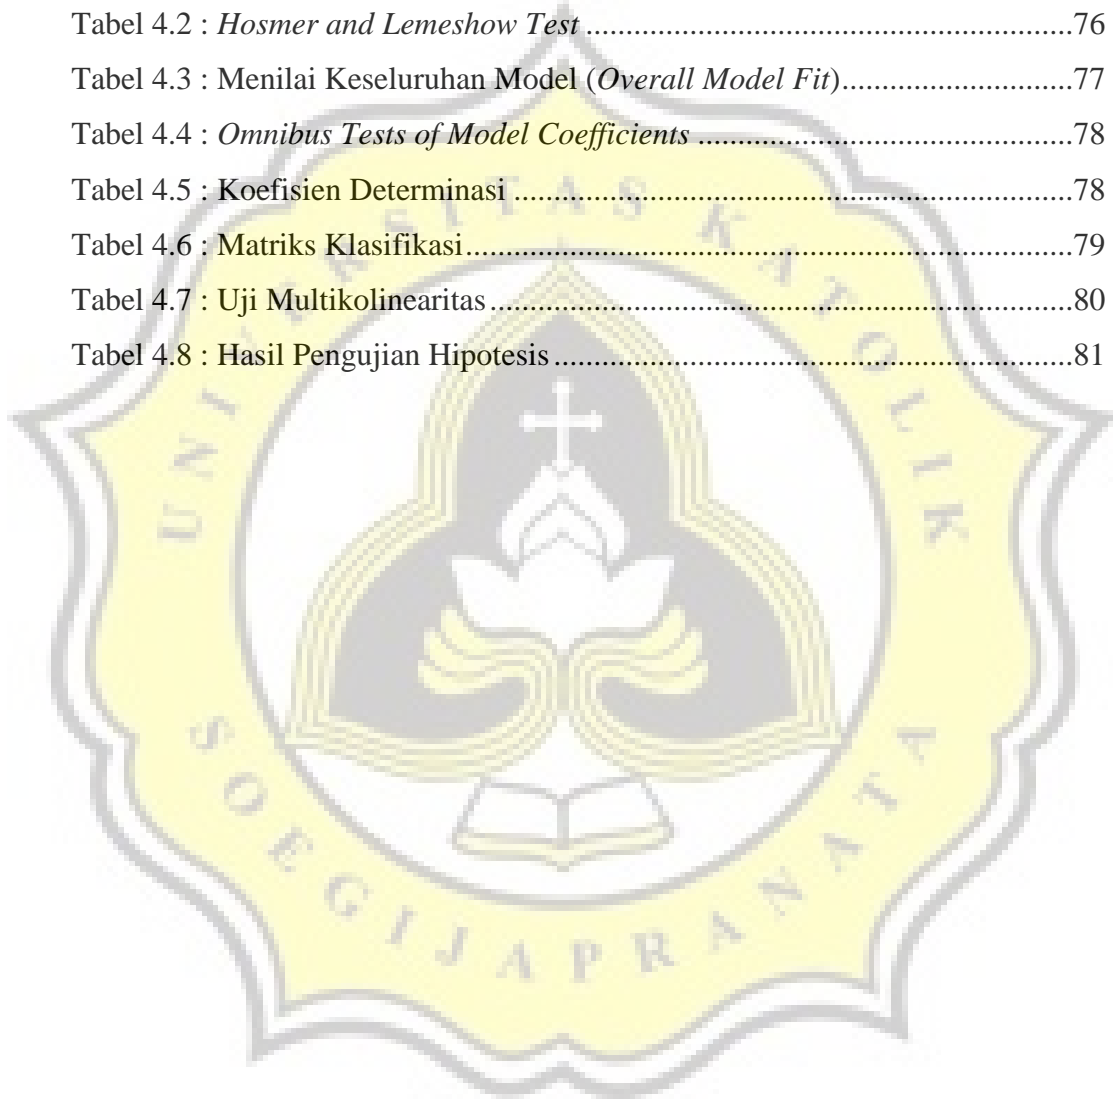 Tabel 4.2 : Hosmer and Lemeshow Test ..............................................................76
Tabel 4.3 : Menilai Keseluruhan Model (Overall Model Fit).............................77
Tabel 4.4 : Omnibus Tests of Model Coefficients ................................................78
Tabel 4.5 : Koefisien Determinasi .......................................................................78
Tabel 4.6 : Matriks Klasifikasi.............................................................................79
Tabel 4.7 : Uji Multikolinearitas ..........................................................................80
Tabel 4.8 : Hasil Pengujian Hipotesis ..................................................................81
UNIVERSITAS KATOLIK
SOEGIJAPRANATA